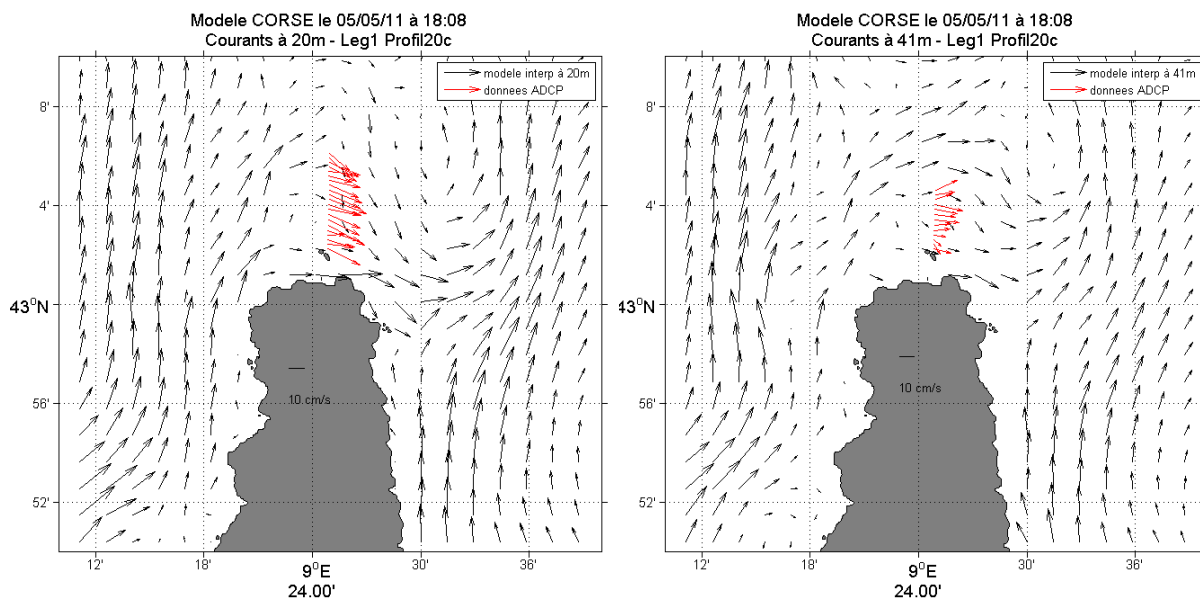 Modele CORSE le 05/05/11 à 18:08
Courants à 20m - Leg1 Profil20c
modele interp à 20m
donnees ADCP
8'
4'
43°N
56'
52'
10 cm/s
12'
18'
9°E
24.00'
30'
36'
Modele CORSE le 05/05/11 à 18:08
Courants à 41m - Leg1 Profil20c
modele interp à 41m
donnees ADCP
8'
4'
43°N
56'
52'
10 cm/s
12'
18'
9°E
41.00'
30'
36'